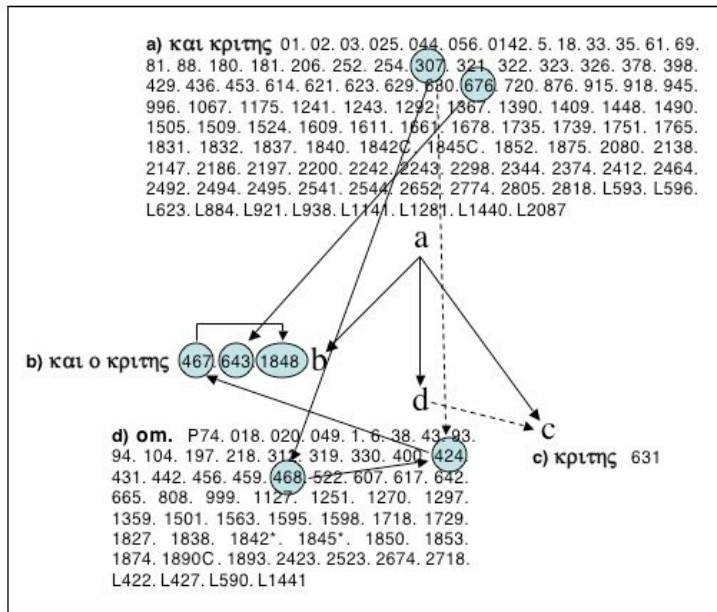 a) και κριτης 01. 02. 03. 025. 044. 056. 0142. 5. 18. 33. 35. 61. 69.
81. 88. 180. 181. 206. 252. 254. 307. 321. 322. 323. 326. 378. 398.
429. 436. 453. 614. 621. 623. 629. 630. 676. 720. 876. 915. 918. 945.
996. 1067. 1175. 1241. 1243. 1292. 1367. 1390. 1409. 1448. 1490.
1505. 1509. 1524. 1609. 1611. 1661. 1678. 1735. 1739. 1751. 1765.
1831. 1832. 1837. 1840. 1842C. 1845C. 1852. 1875. 2080. 2138.
2147. 2186. 2197. 2200. 2242. 2243. 2298. 2344. 2374. 2412. 2464.
2492. 2494. 2495. 2541. 2544. 2652. 2774. 2805. 2818. L593. L596.
L623. L884. L921. L938. L1141. L1281. L1440. L2087
a
b) και ο κριτης 467. 643. 1848 b
d
c
c) κριτης 631
d) om. P74. 018. 020. 049. 1. 6. 38. 43. 93.
94. 104. 197. 218. 312. 319. 330. 400. 424.
431. 442. 456. 459. 468. 522. 607. 617. 642.
665. 808. 999. 1127. 1251. 1270. 1297.
1359. 1501. 1563. 1595. 1598. 1718. 1729.
1827. 1838. 1842*. 1845*. 1850. 1853.
1874. 1890C. 1893. 2423. 2523. 2674. 2718.
L422. L427. L590. L1441